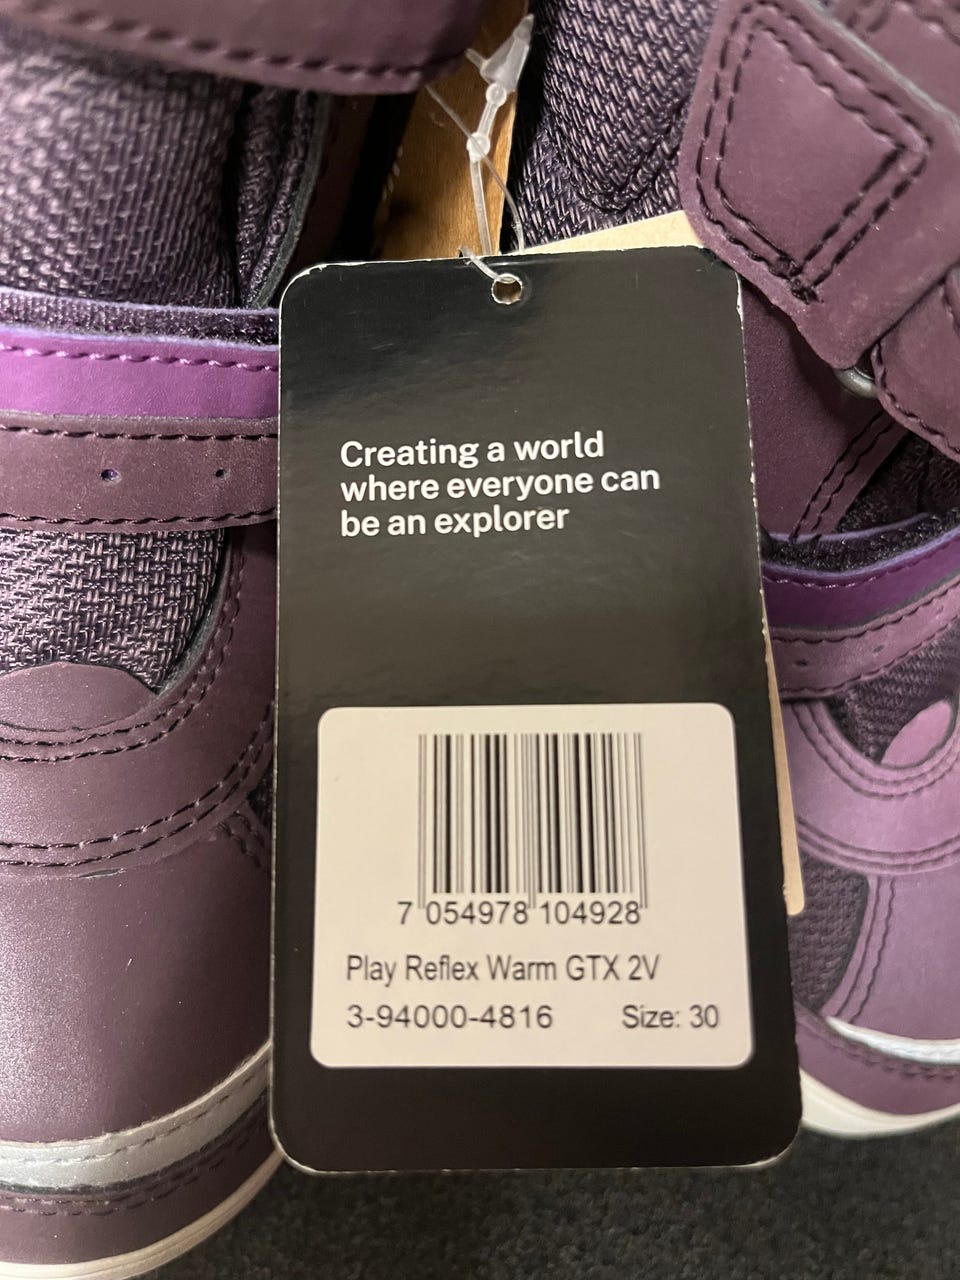 Creating a world
where everyone can
be an explorer
7 054978 104928
Play Reflex Warm GTX 2V
3-94000-4816 Size: 30